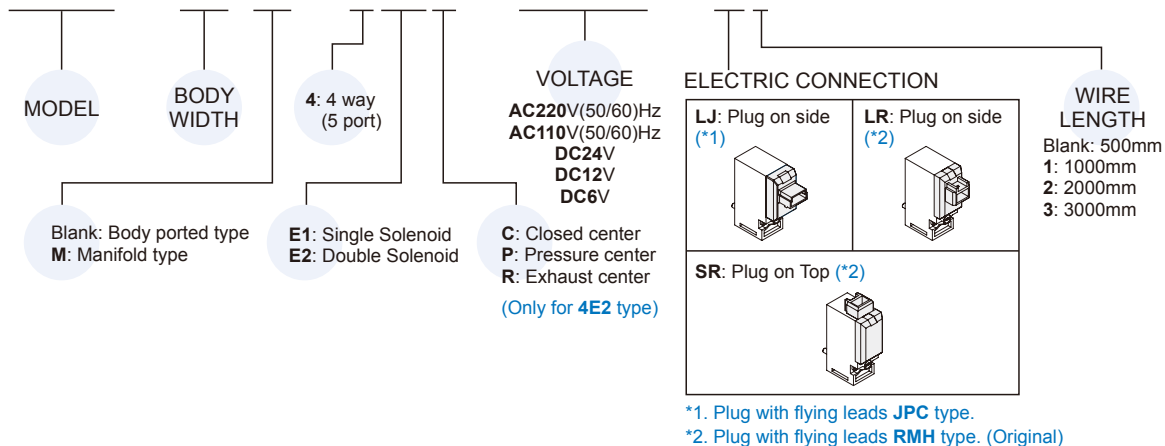 MODEL
BODY
WIDTH
4: 4 way
(5 port)
VOLTAGE
AC220V(50/60)Hz
AC110V(50/60)Hz
DC24V
DC12V
DC6V
ELECTRIC CONNECTION
LJ: Plug on side
(*1)
LR: Plug on side
(*2)
SR: Plug on Top (*2)
*1. Plug with flying leads JPC type.
*2. Plug with flying leads RMH type. (Original)
WIRE
LENGTH
Blank: 500mm
1: 1000mm
2: 2000mm
3: 3000mm
Blank: Body ported type
M: Manifold type
E1: Single Solenoid
E2: Double Solenoid
C: Closed center
P: Pressure center
R: Exhaust center
(Only for 4E2 type)